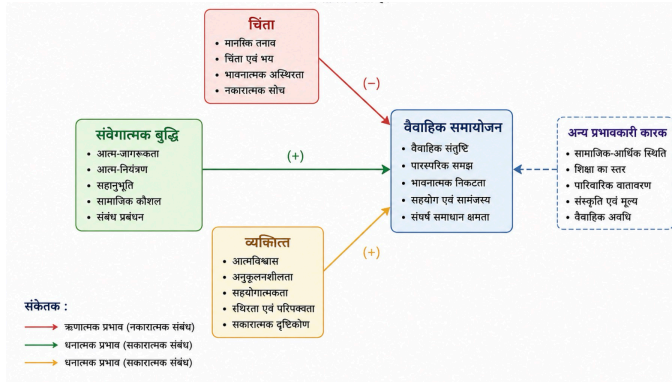 चिंता
• मानसिक तनाव
• चिंता एवं भय
• भावनात्मक अस्थिरता
• नकारात्मक सोच
(−)
संवेगात्मक बुद्धि
• आत्म-जागरूकता
• आत्म-नियंत्रण
• सहानुभूति
• सामाजिक कौशल
• संबंध प्रबंधन
(+)
वैवाहिक समायोजन
• वैवाहिक संतुष्टि
• पारस्परिक समझ
• भावनात्मक निकटता
• सहयोग एवं सामंजस्य
• संघर्ष समाधान क्षमता
अन्य प्रभावकारी कारक
• सामाजिक-आर्थिक स्थिति
• शिक्षा का स्तर
• पारिवारिक वातावरण
• संस्कृति एवं मूल्य
• वैवाहिक अवधि
• आत्मविश्वास
• अनुकूलनशीलता
• सहयोगात्मकता
• स्थिरता एवं परिपक्वता
• सकारात्मक दृष्टिकोण
(+)
संकेतक :
ऋणात्मक प्रभाव (नकारात्मक संबंध)
धनात्मक प्रभाव (सकारात्मक संबंध)
धनात्मक प्रभाव (सकारात्मक संबंध)